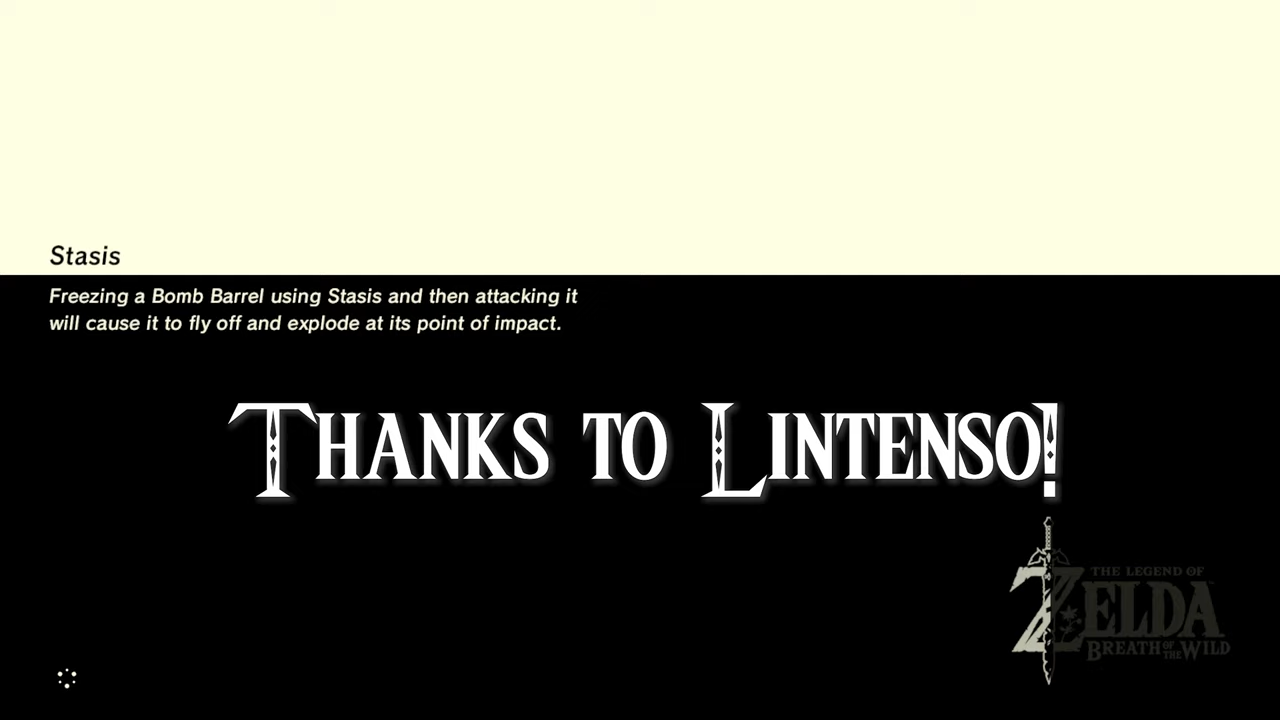 Stasis
Freezing a Bomb Barrel using Stasis and then attacking it
will cause it to fly off and explode at its point of impact.
THANKS TO LINTENSO!
THE LEGEND OF
ZELDA
BREATH OF THE WILD